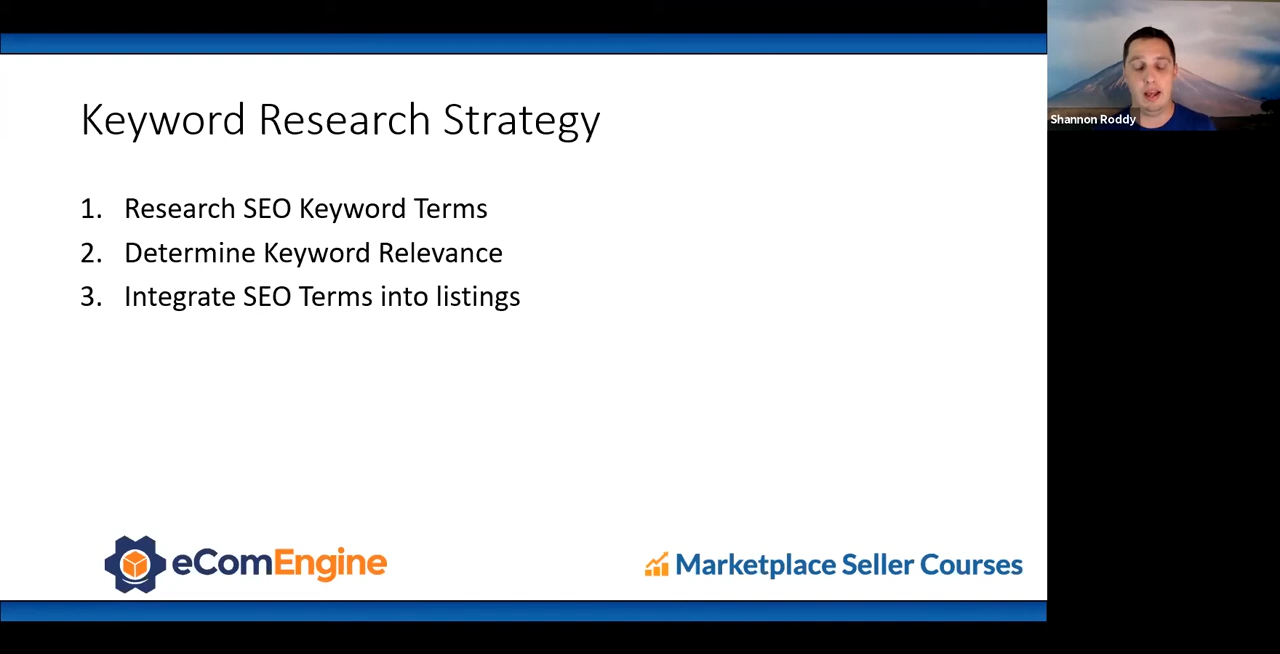 Keyword Research Strategy
1. Research SEO Keyword Terms
2. Determine Keyword Relevance
3. Integrate SEO Terms into listings
eComEngine
Marketplace Seller Courses
Shannon Roddy